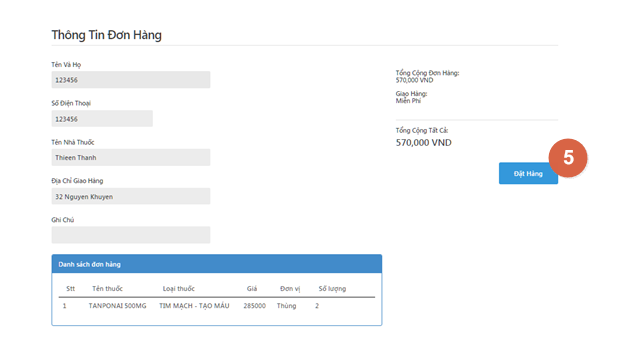 Thông Tin Đơn Hàng
Tên Và Họ
123456
Số Điện Thoại
123456
Tên Nhà Thuốc
Thieen Thanh
Địa Chỉ Giao Hàng
32 Nguyen Khuyen
Ghi Chú
Tổng Cộng Đơn Hàng:
570,000 VND
Giao Hàng:
Miễn Phí
Tổng Cộng Tất Cả:
570,000 VND
Đặt Hàng
5
Danh sách đơn hàng
Stt Tên thuốc Loại thuốc Giá Đơn vị Số lượng
1 TANPONAI 500MG TIM MẠCH - TẠO MÁU 285000 Thùng 2